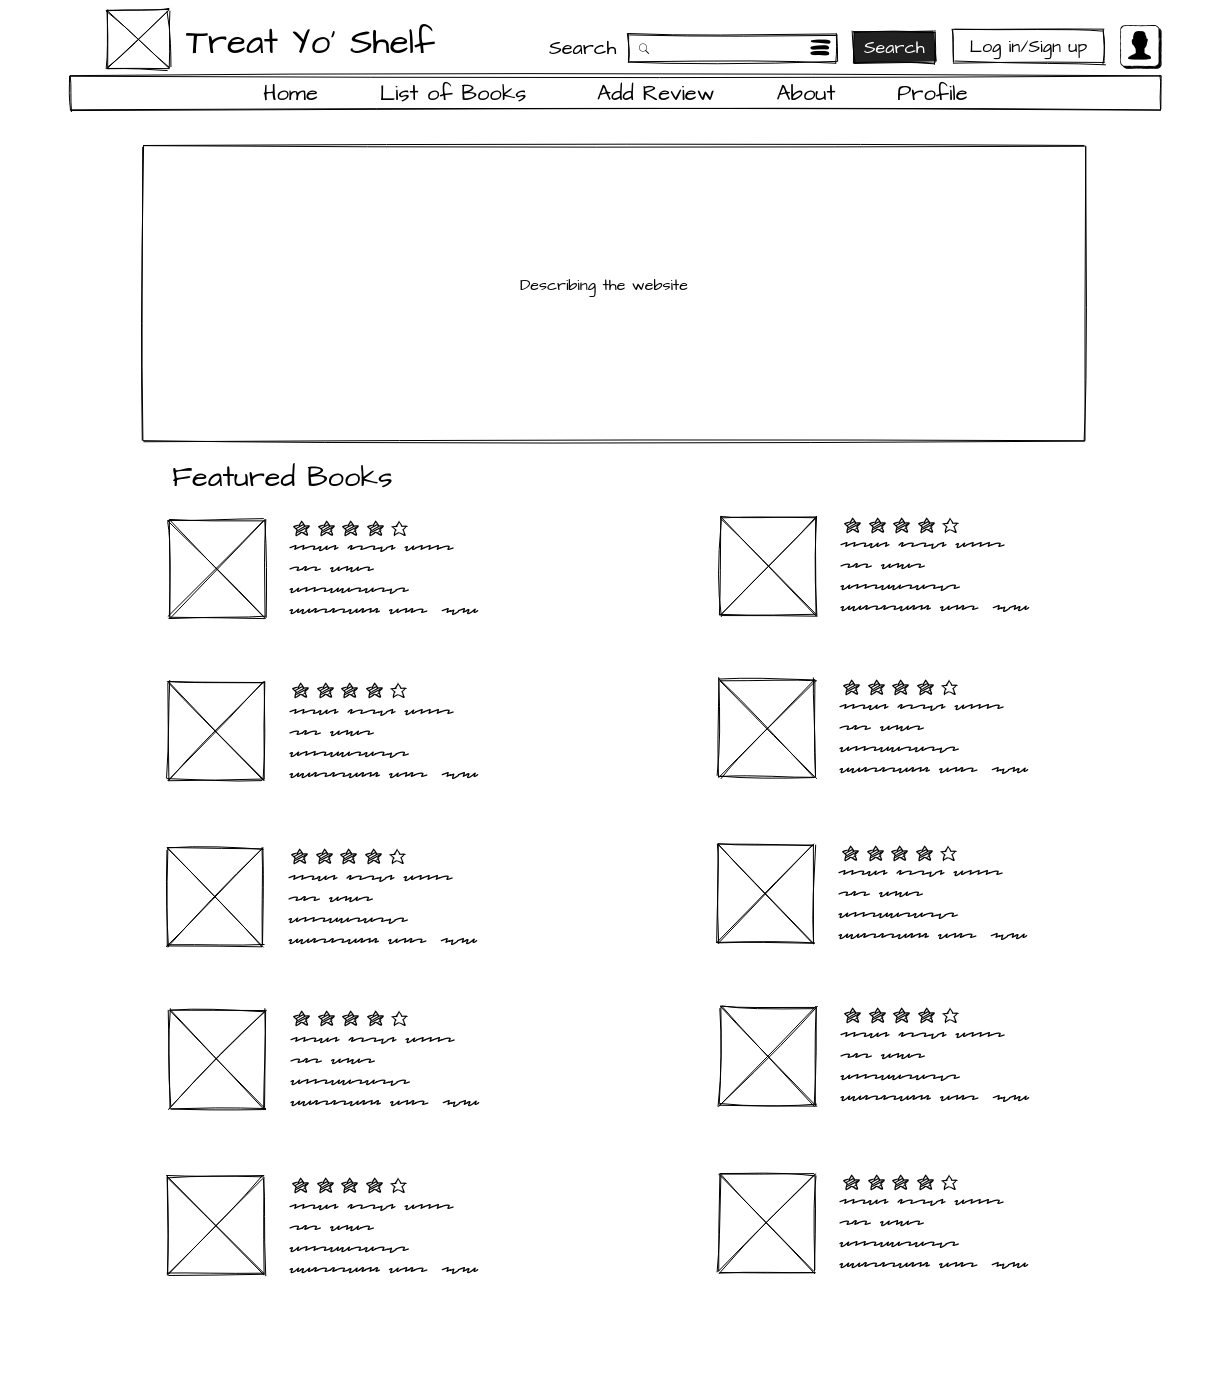 Treat Yo' Shelf
Search
Search
Log in/Sign up
Home List of Books Add Review About Profile
Describing the website
Featured Books